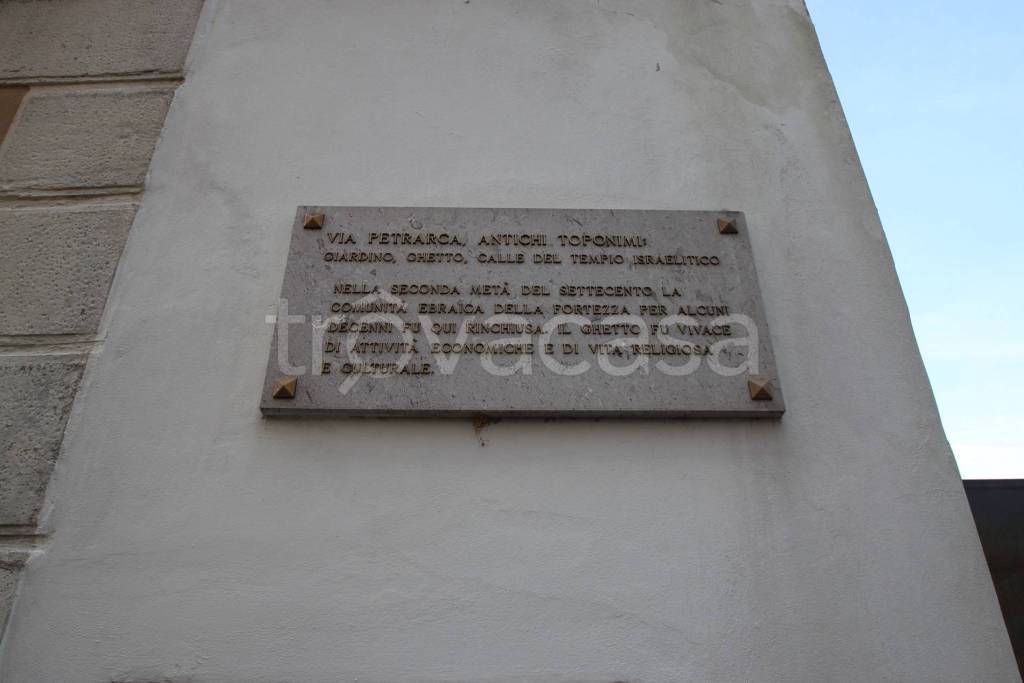 VIA PETRARCA, ANTICHI TOPONIMI:
GIARDINO, GHETTO, CALLE DEL TEMPIO ISRAELITICO
NELLA SECONDA METÀ DEL SETTECENTO LA
COMUNITÀ EBRAICA DELLA FORTEZZA PER ALCUNI
DECENNI FU QUI RINCHIUSA. IL GHETTO FU VIVACE
DI ATTIVITÀ ECONOMICHE E DI VITA RELIGIOSA
E CULTURALE.
trovacasa